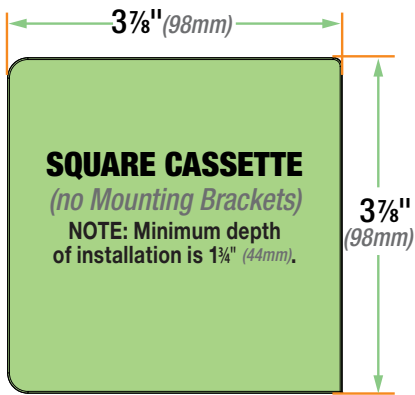 3⅞"(98mm)
SQUARE CASSETTE
(no Mounting Brackets)
NOTE: Minimum depth
of installation is 1¾" (44mm).
3⅞"
(98mm)